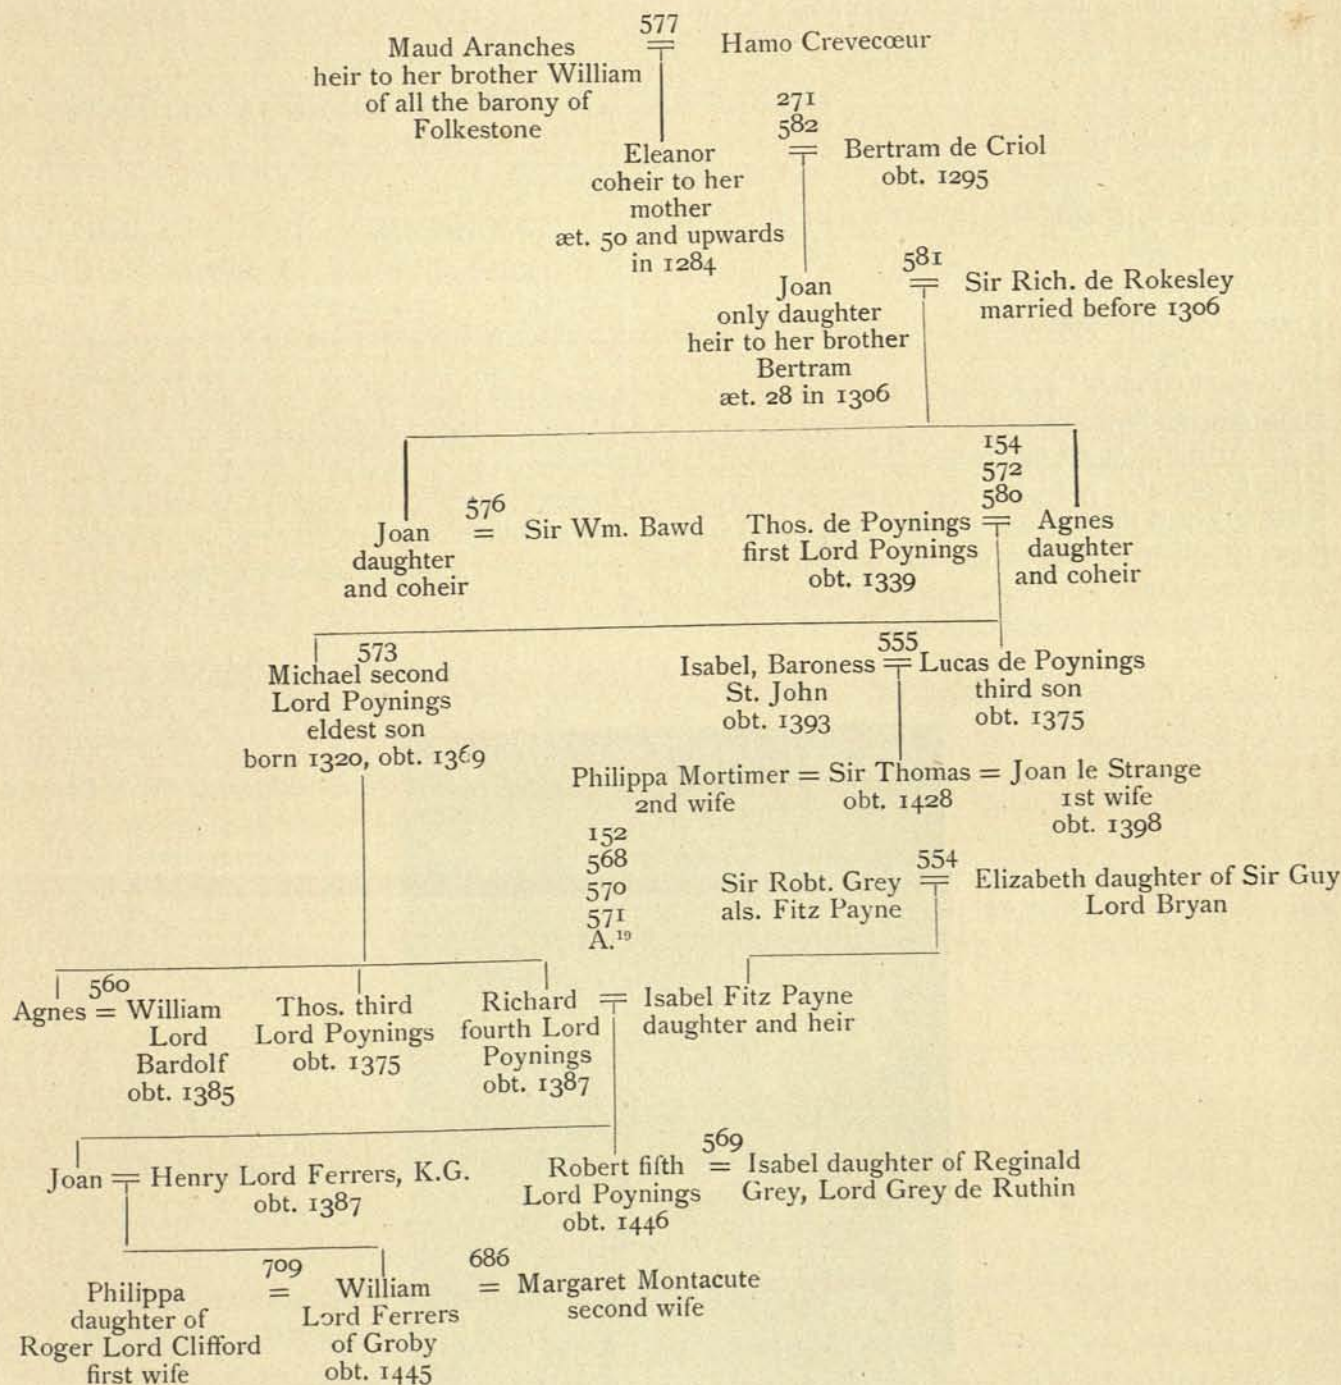 577
Maud Aranches = Hamo Crevecœur
heir to her brother William
of all the barony of
Folkestone
271
582
Eleanor = Bertram de Criol
coheir to her obt. 1295
mother
æt. 50 and upwards
in 1284
581
Joan = Sir Rich. de Rokesley
only daughter married before 1306
heir to her brother
Bertram
æt. 28 in 1306
154
572
580
576
Joan = Sir Wm. Bawd
daughter
and coheir
Thos. de Poynings = Agnes
first Lord Poynings daughter
obt. 1339 and coheir
573
Michael second
Lord Poynings
eldest son
born 1320, obt. 1369
555
Isabel, Baroness = Lucas de Poynings
St. John third son
obt. 1393 obt. 1375
Philippa Mortimer = Sir Thomas = Joan le Strange
2nd wife obt. 1428 1st wife
obt. 1398
152
568
570
571
A.¹⁹
554
Sir Robt. Grey = Elizabeth daughter of Sir Guy
als. Fitz Payne Lord Bryan
560
Agnes = William
Lord
Bardolf
obt. 1385
Thos. third
Lord Poynings
obt. 1375
Richard = Isabel Fitz Payne
fourth Lord daughter and heir
Poynings
obt. 1387
Joan = Henry Lord Ferrers, K.G.
obt. 1387
569
Robert fifth = Isabel daughter of Reginald
Lord Poynings Grey, Lord Grey de Ruthin
obt. 1446
709 686
Philippa = William = Margaret Montacute
daughter of Lord Ferrers second wife
Roger Lord Clifford of Groby
first wife obt. 1445